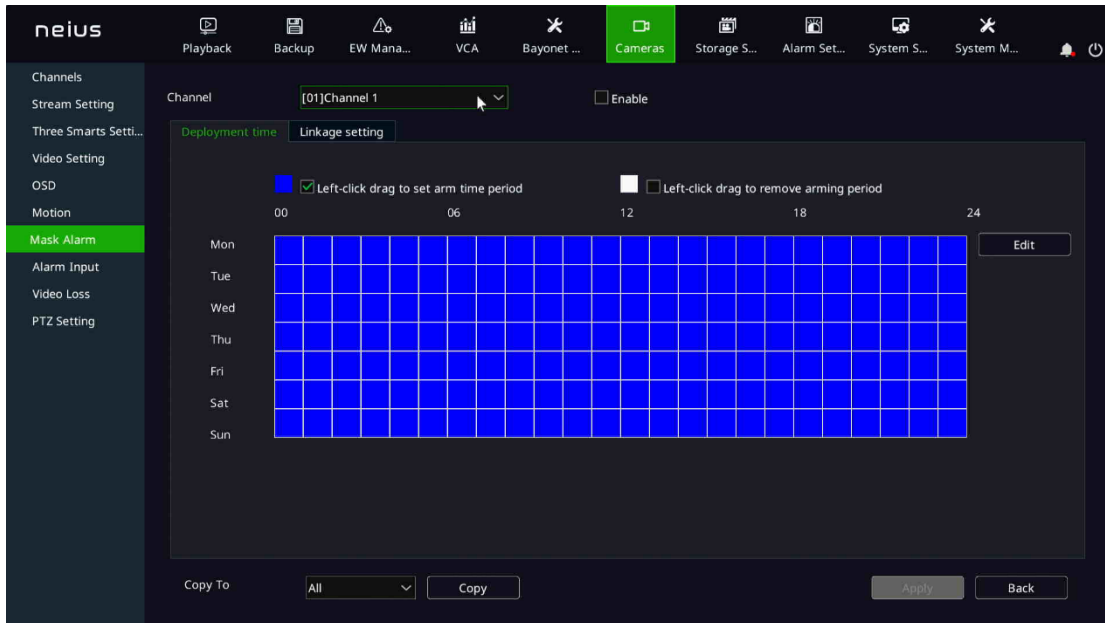 neius
Playback Backup EW Mana... VCA Bayonet ... Cameras Storage S... Alarm Set... System S... System M...
Channels
Stream Setting
Three Smarts Setti...
Video Setting
OSD
Motion
Mask Alarm
Alarm Input
Video Loss
PTZ Setting
Channel [01]Channel 1 Enable
Deployment time Linkage setting
Left-click drag to set arm time period Left-click drag to remove arming period
00 06 12 18 24
Mon Edit
Tue
Wed
Thu
Fri
Sat
Sun
Copy To All Copy Apply Back